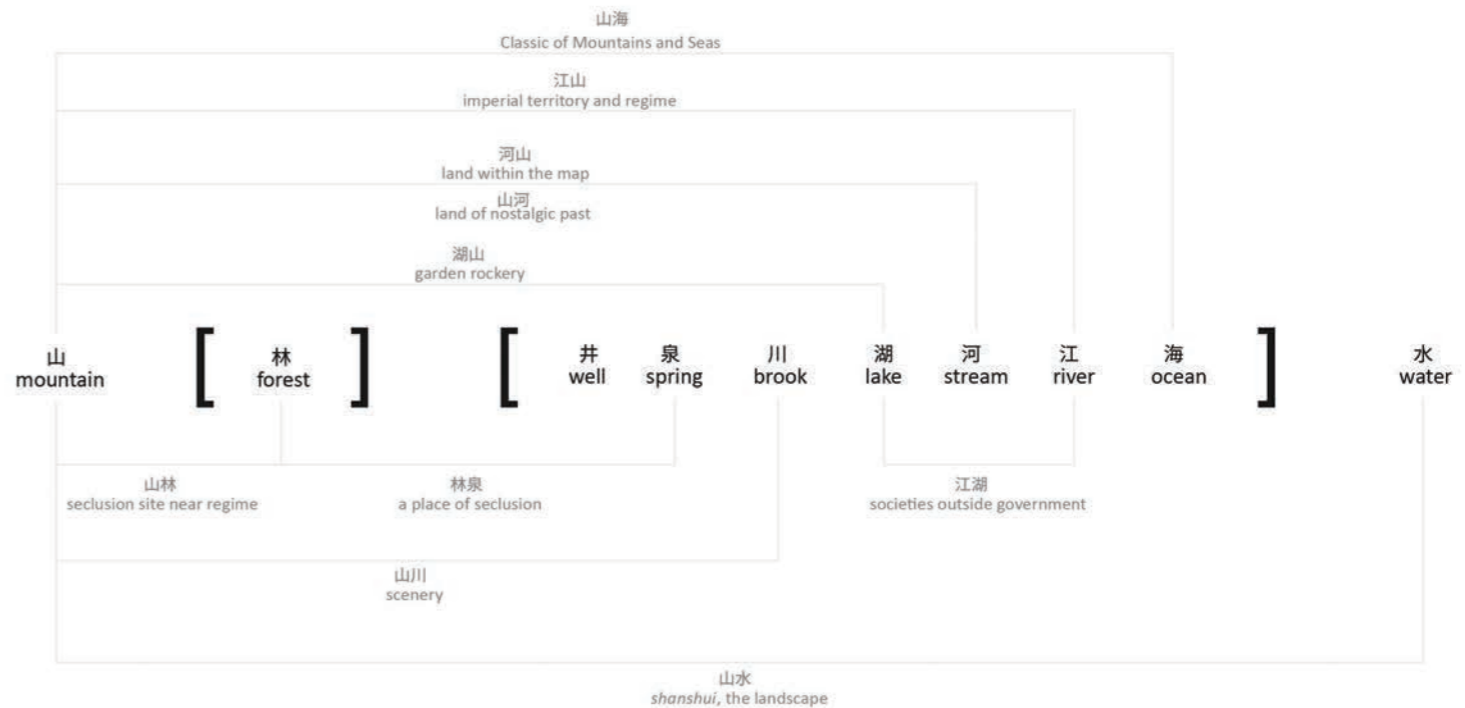 山海
Classic of Mountains and Seas
江山
imperial territory and regime
河山
land within the map
山河
land of nostalgic past
湖山
garden rockery
山 [ 林 ] [ 井 泉 川 湖 河 江 海 ] 水
mountain forest well spring brook lake stream river ocean water
山林 林泉 江湖
seclusion site near regime a place of seclusion societies outside government
山川
scenery
山水
shanshui, the landscape